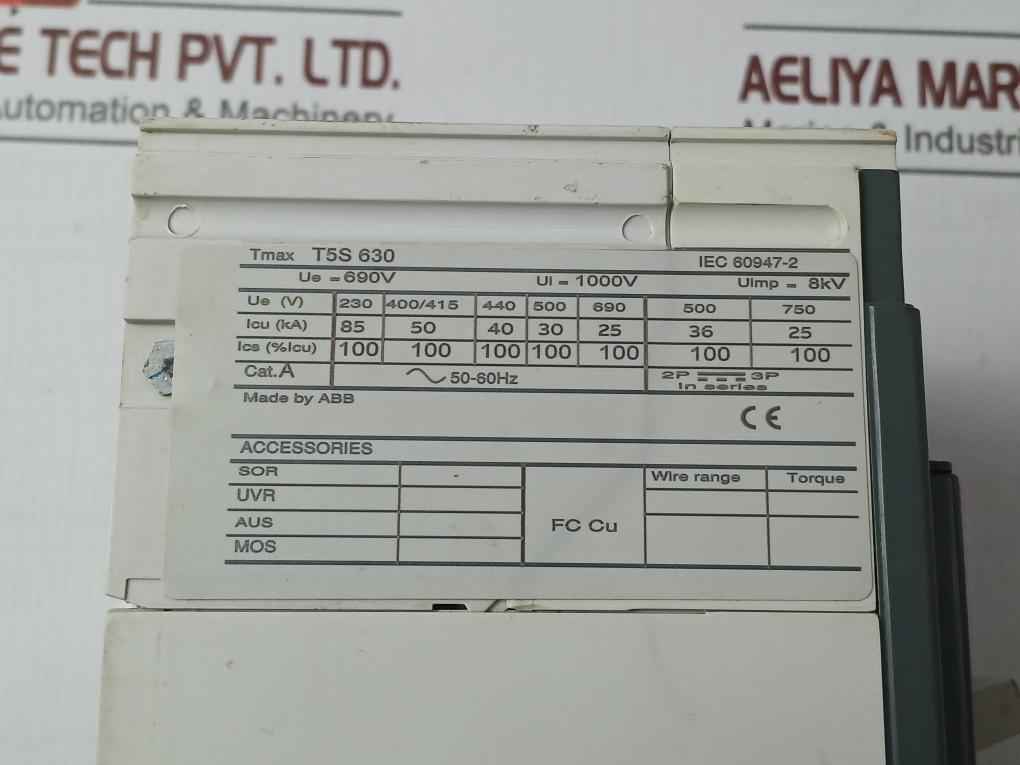 E TECH PVT. LTD.
Automation & Machinery
AELIYA MAR
& Industri
Tmax T5S 630 IEC 60947-2
Ue =690V Ui = 1000V Uimp = 8kV
Ue (V) 230 400/415 440 500 690 500 750
Icu (kA) 85 50 40 30 25 36 25
Ics (%Icu) 100 100 100 100 100 100 100
Cat.A 50-60Hz 2P 3P
in series
Made by ABB
CE
ACCESSORIES
SOR - Wire range Torque
UVR
AUS FC Cu
MOS